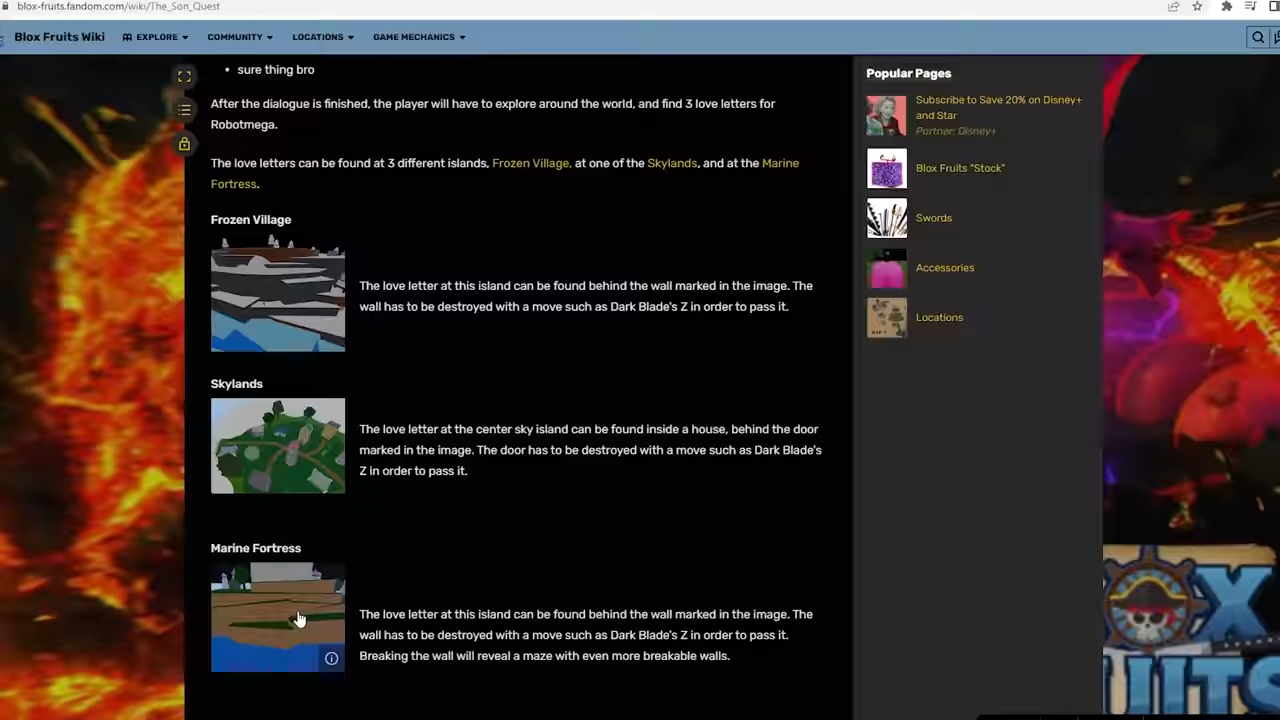 blox-fruits.fandom.com/wiki/The_Son_Quest
Blox Fruits Wiki
EXPLORE
COMMUNITY
LOCATIONS
GAME MECHANICS
• sure thing bro
After the dialogue is finished, the player will have to explore around the world, and find 3 love letters for
Robotmega.
The love letters can be found at 3 different islands, Frozen Village, at one of the Skylands, and at the Marine
Fortress.
Frozen Village
The love letter at this island can be found behind the wall marked in the image. The
wall has to be destroyed with a move such as Dark Blade's Z in order to pass it.
Skylands
The love letter at the center sky island can be found inside a house, behind the door
marked in the image. The door has to be destroyed with a move such as Dark Blade's
Z in order to pass it.
Marine Fortress
The love letter at this island can be found behind the wall marked in the image. The
wall has to be destroyed with a move such as Dark Blade's Z in order to pass it.
Breaking the wall will reveal a maze with even more breakable walls.
Popular Pages
Subscribe to Save 20% on Disney+
and Star
Partner: Disney+
Blox Fruits "Stock"
Swords
Accessories
Locations